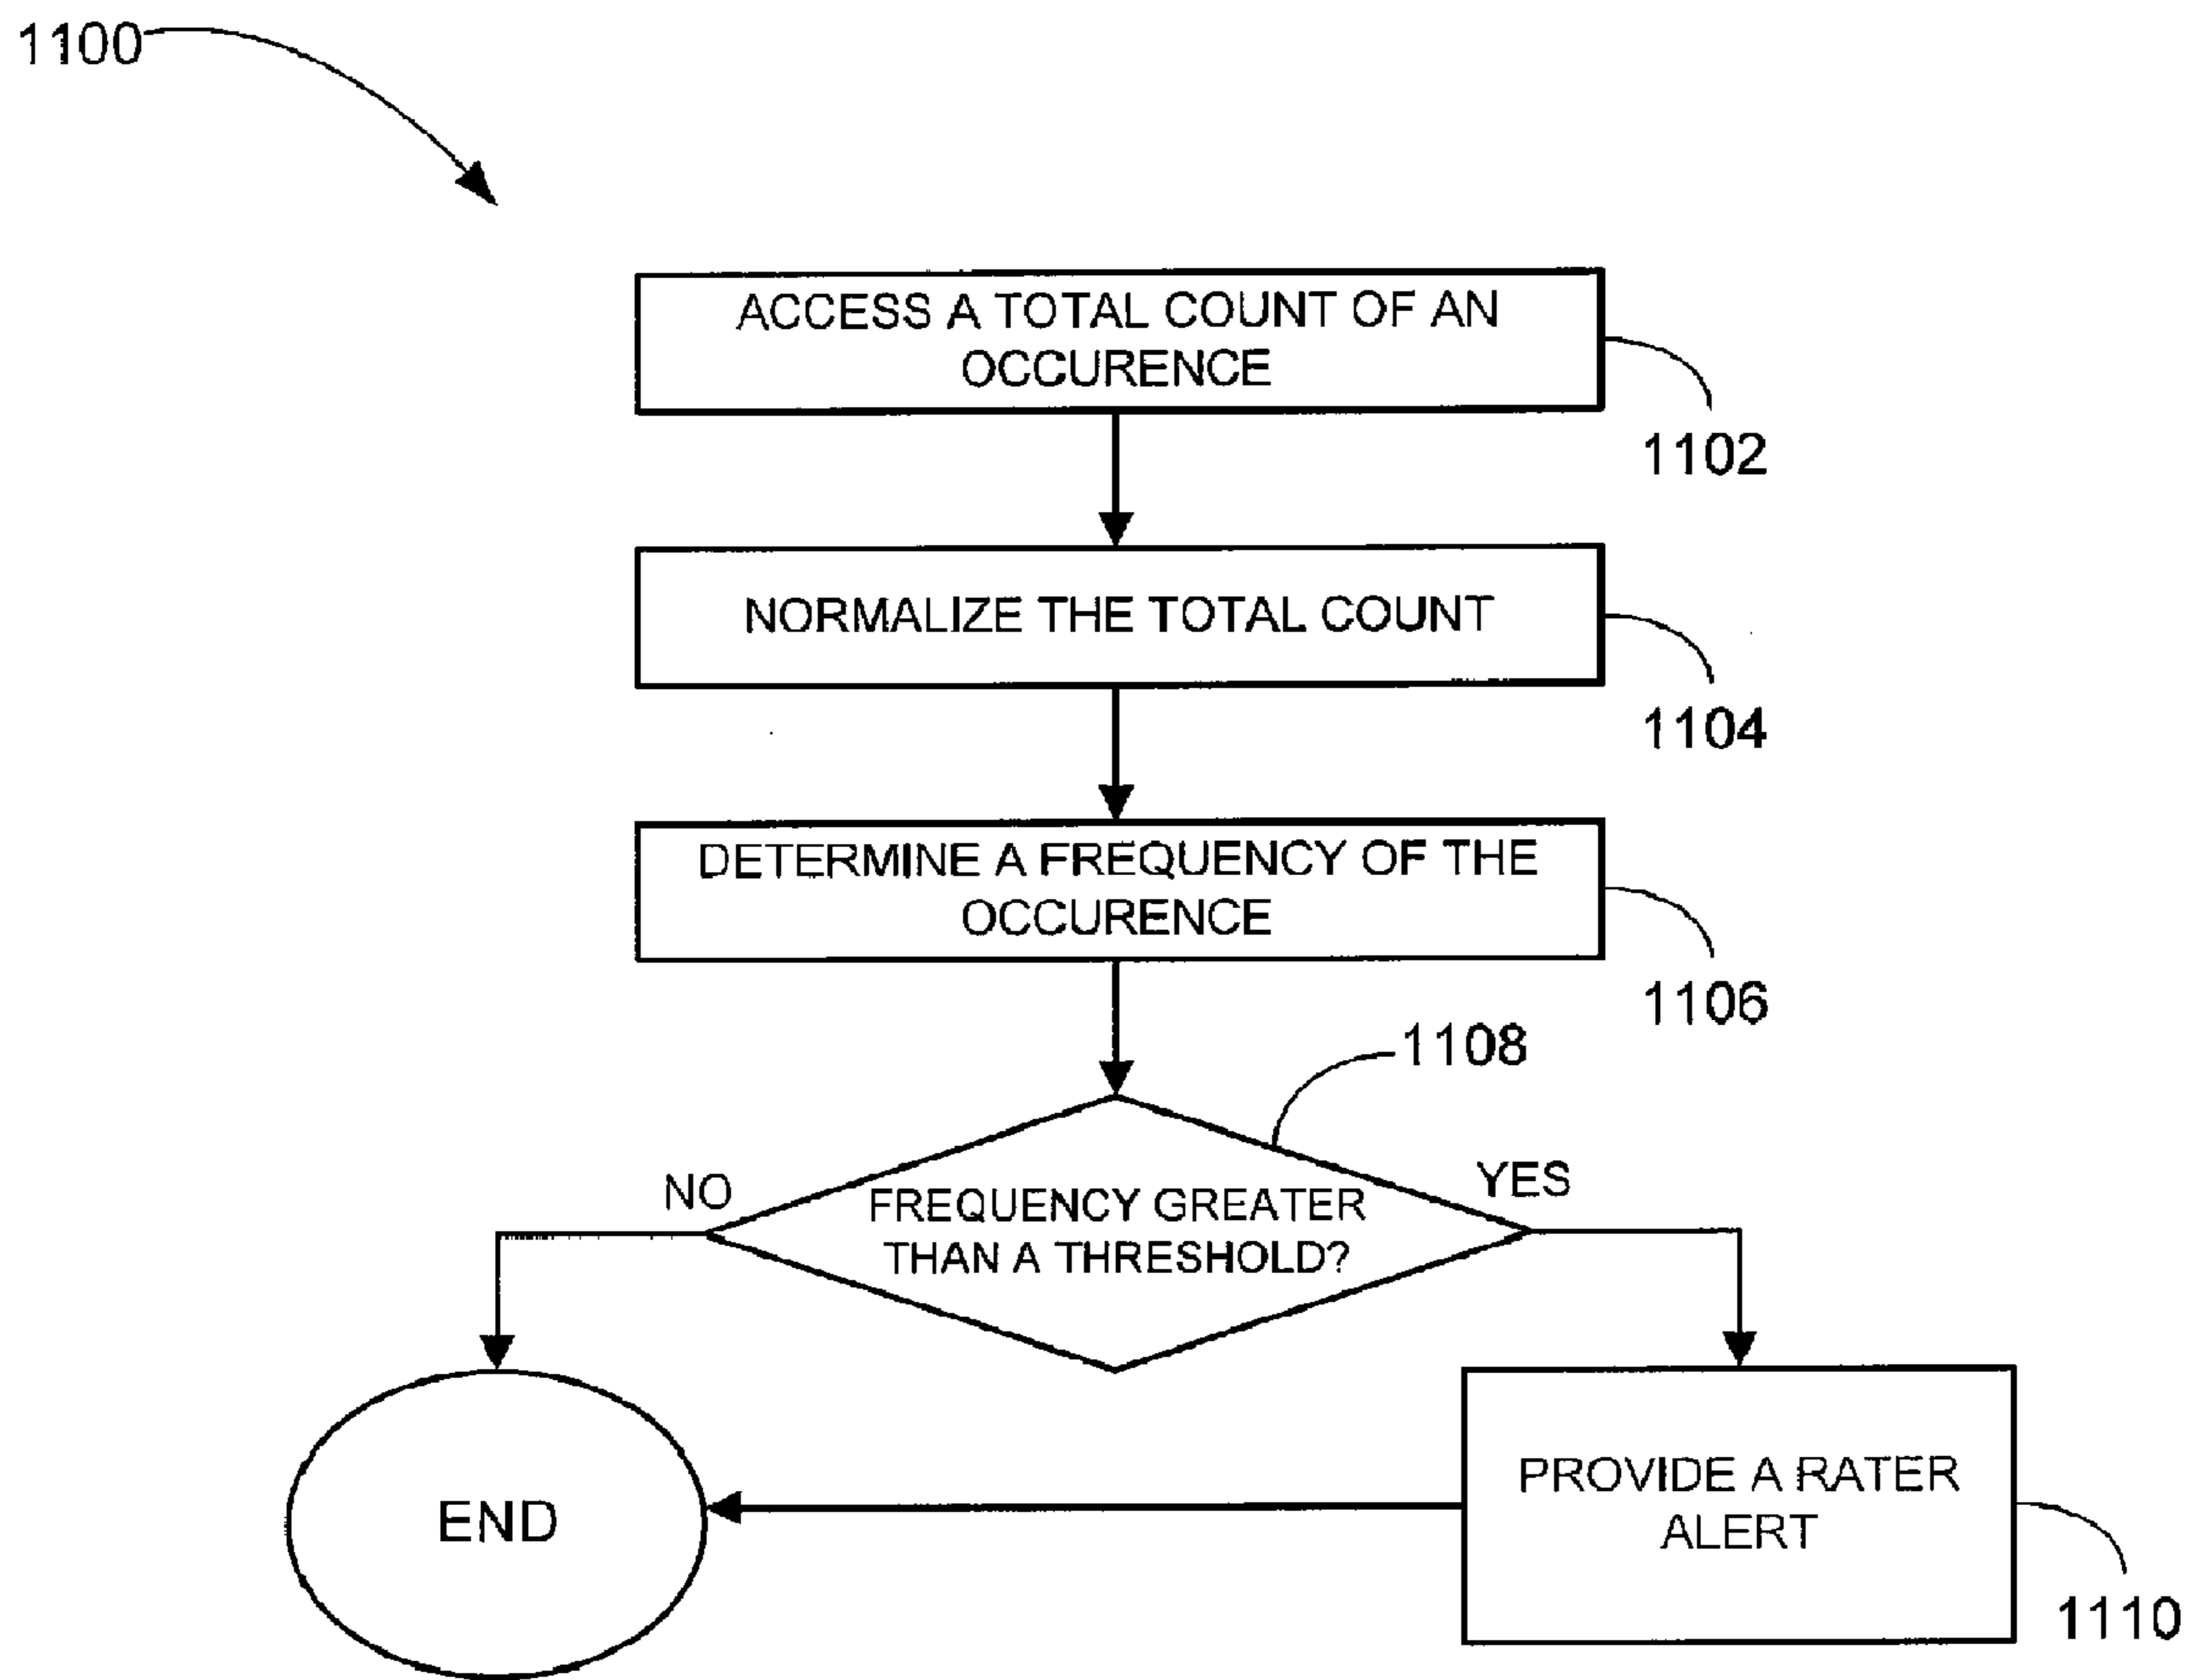 1100
ACCESS A TOTAL COUNT OF AN
OCCURENCE
1102
NORMALIZE THE TOTAL COUNT
1104
DETERMINE A FREQUENCY OF THE
OCCURENCE
1106
1108
NO
FREQUENCY GREATER
THAN A THRESHOLD?
YES
END
PROVIDE A RATER
ALERT
1110